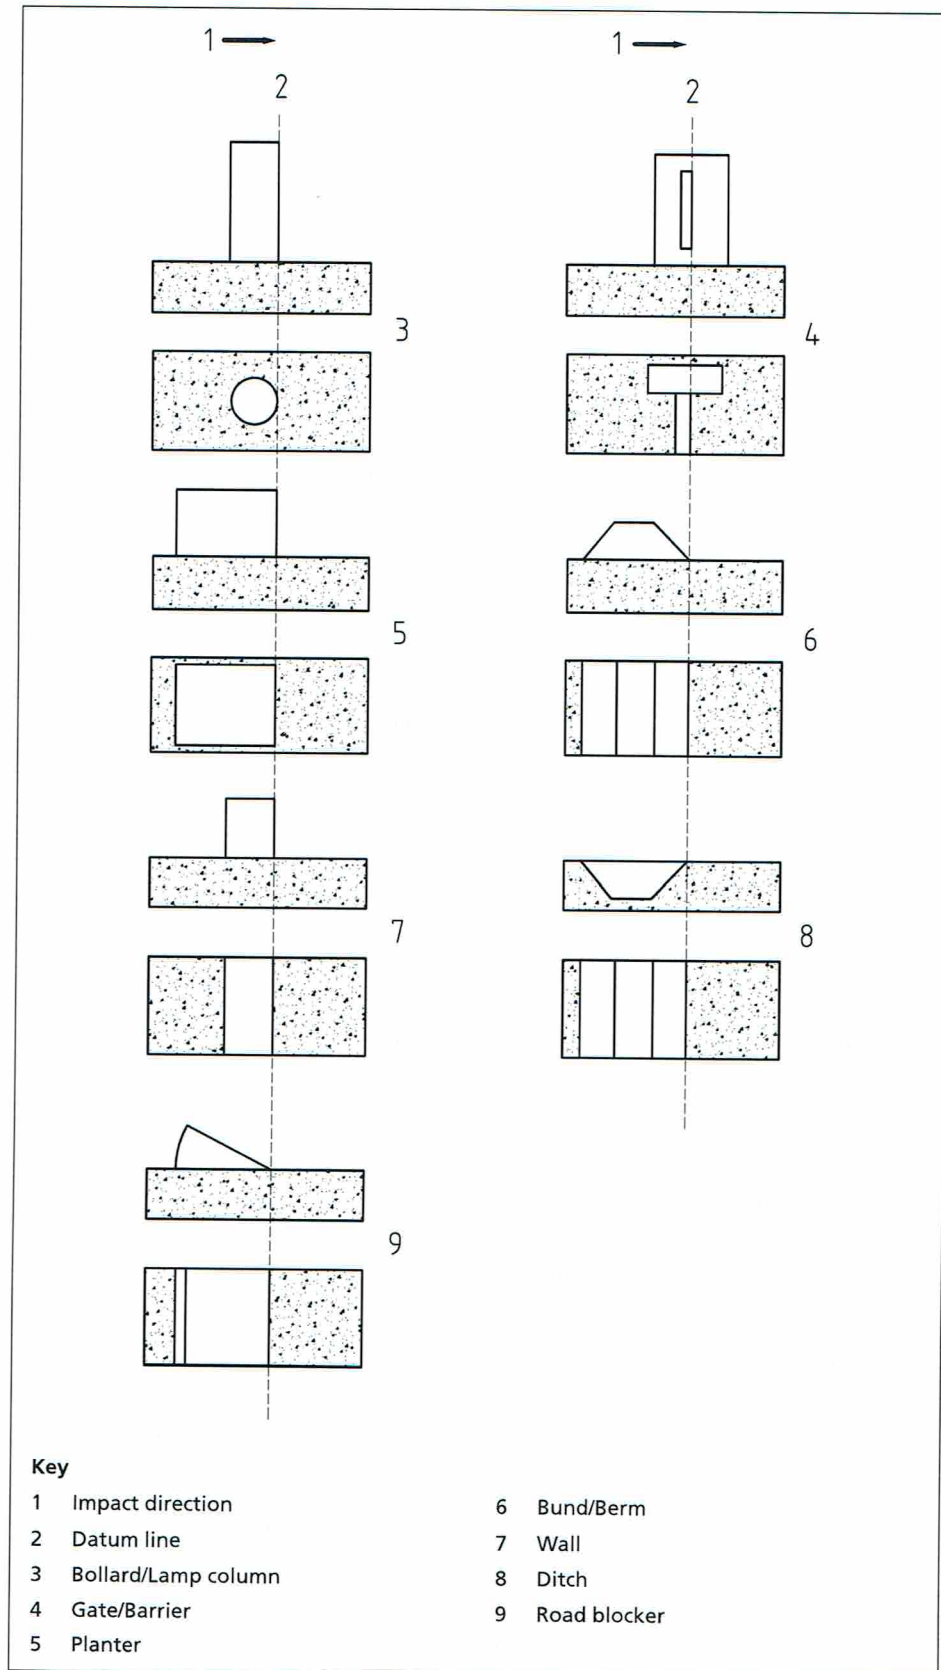 1
1
2
2
3
4
5
6
7
8
9
Key
1 Impact direction
2 Datum line
3 Bollard/Lamp column
4 Gate/Barrier
5 Planter
6 Bund/Berm
7 Wall
8 Ditch
9 Road blocker